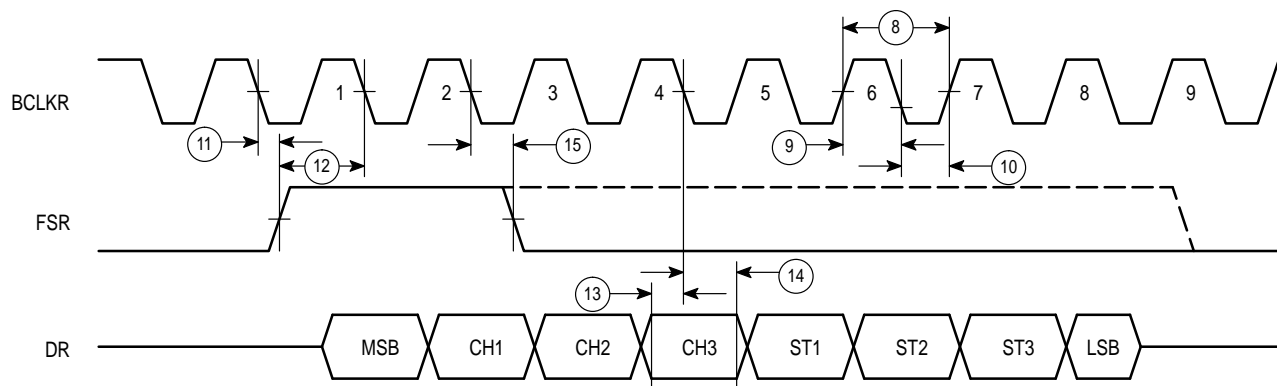 8
BCLKR 1 2 3 4 5 6 7 8 9
11 15 9 10
12
FSR
13 14
DR MSB CH1 CH2 CH3 ST1 ST2 ST3 LSB